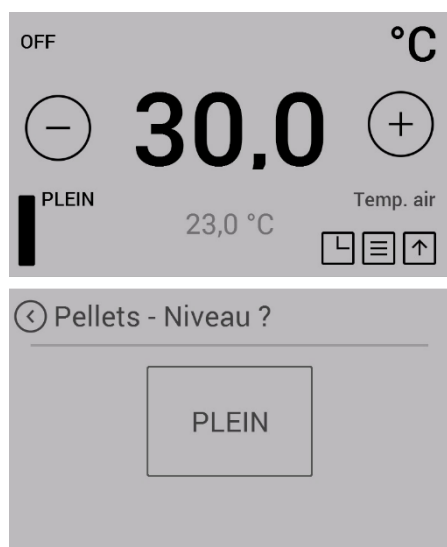 OFF
°C
30,0
PLEIN
Temp. air
23,0 °C
Pellets - Niveau ?
PLEIN